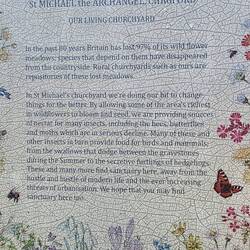 St MICHAEL the ARCHANGEL, CHAGFORD
OUR LIVING CHURCHYARD
In the past 80 years Britain has lost 97% of its wild flower
meadows; species that depend on them have disappeared
from the countryside. Rural churchyards such as ours are
repositories of these lost meadows.
In St Michael's churchyard we're doing our bit to change
things for the better. By allowing some of the area's richest
in wildflowers to bloom and seed, we are providing sources
of nectar for many insects, including the bees, butterflies
and moths which are in serious decline. Many of these and
other insects in turn provide food for birds and mammals;
from the swallows that dodge between the gravestones
during the Summer to the secretive furtlings of hedgehogs.
These and many more find sanctuary here, away from the
hustle and bustle of modern life and the ever increasing
threats of urbanisation. We hope that you may find
sanctuary here too.